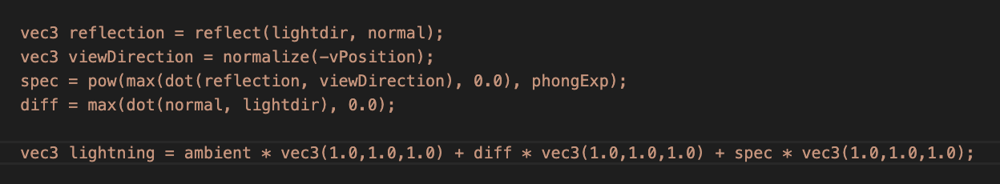 vec3 reflection = reflect(lightdir, normal);
vec3 viewDirection = normalize(-vPosition);
spec = pow(max(dot(reflection, viewDirection), 0.0), phongExp);
diff = max(dot(normal, lightdir), 0.0);
vec3 lightning = ambient * vec3(1.0,1.0,1.0) + diff * vec3(1.0,1.0,1.0) + spec * vec3(1.0,1.0,1.0);